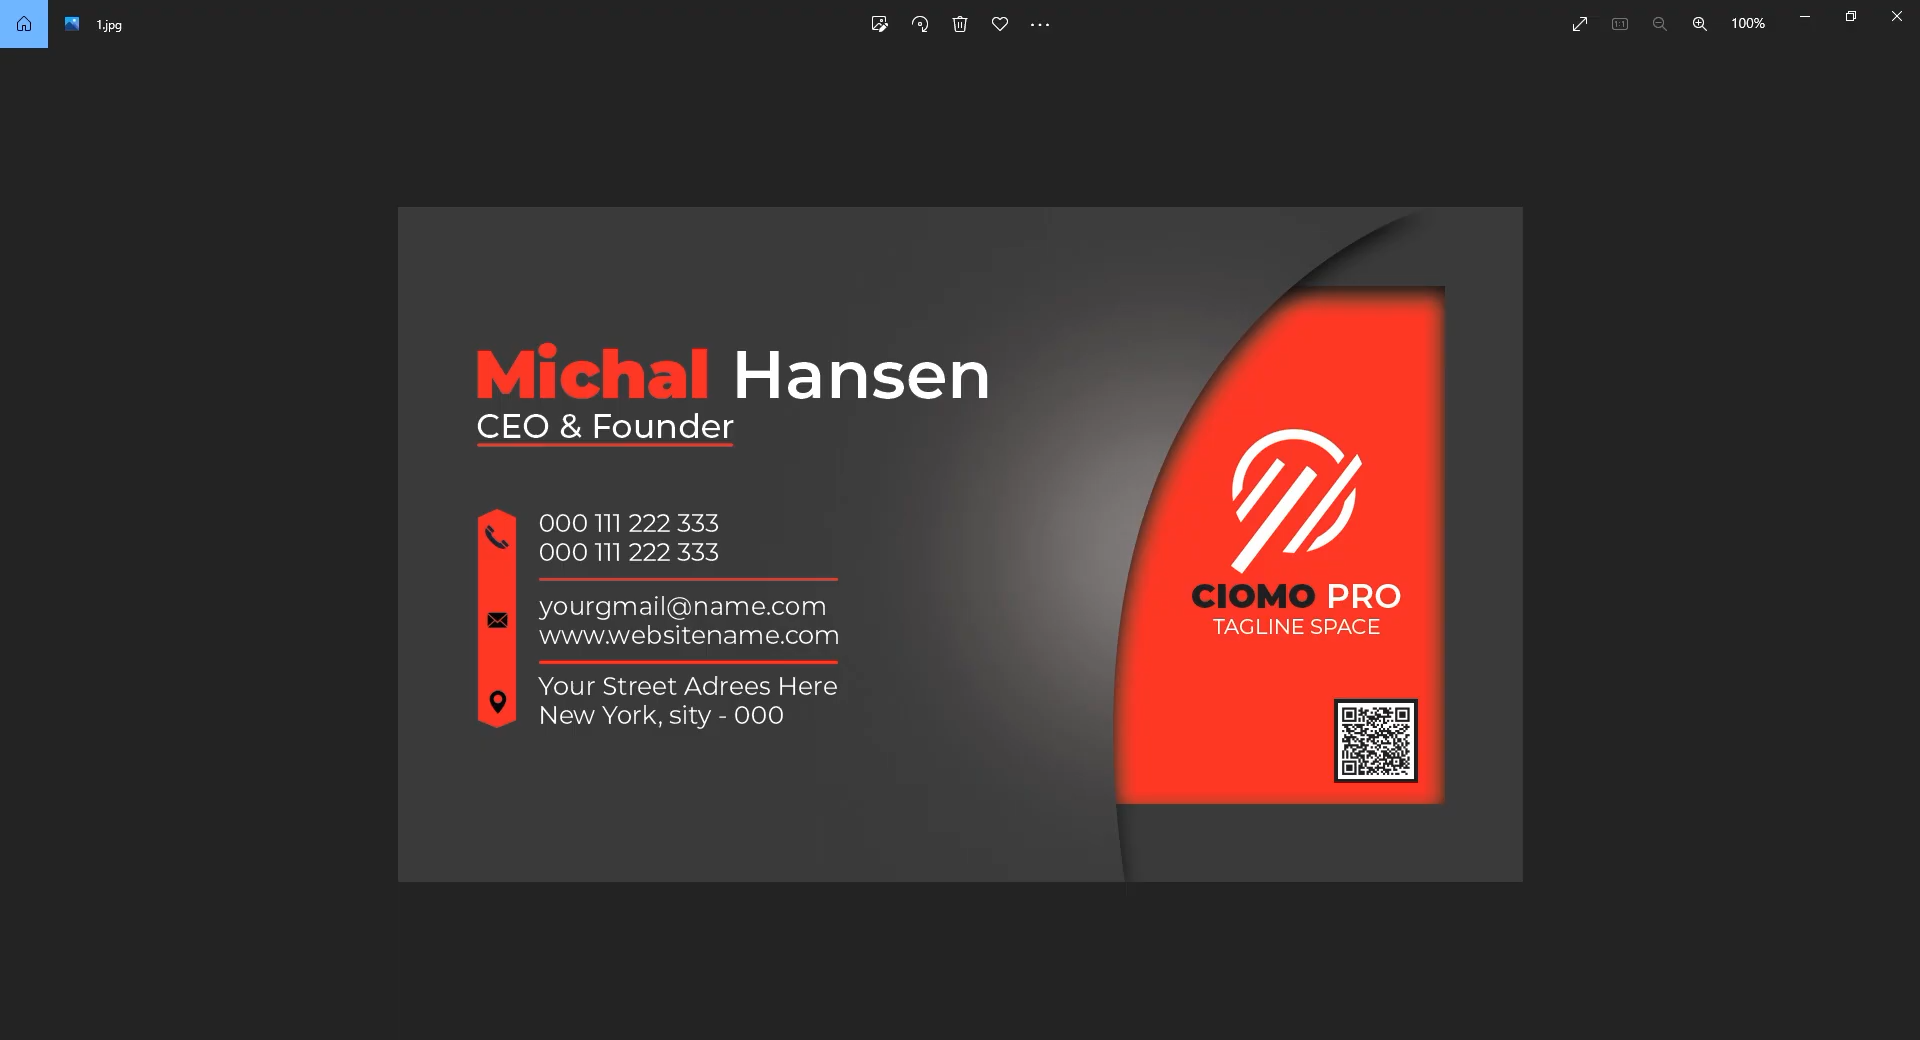 1.jpg
100%
Michal Hansen
CEO & Founder
000 111 222 333
000 111 222 333
yourgmail@name.com
www.websitename.com
Your Street Adrees Here
New York, sity - 000
CIOMO PRO
TAGLINE SPACE